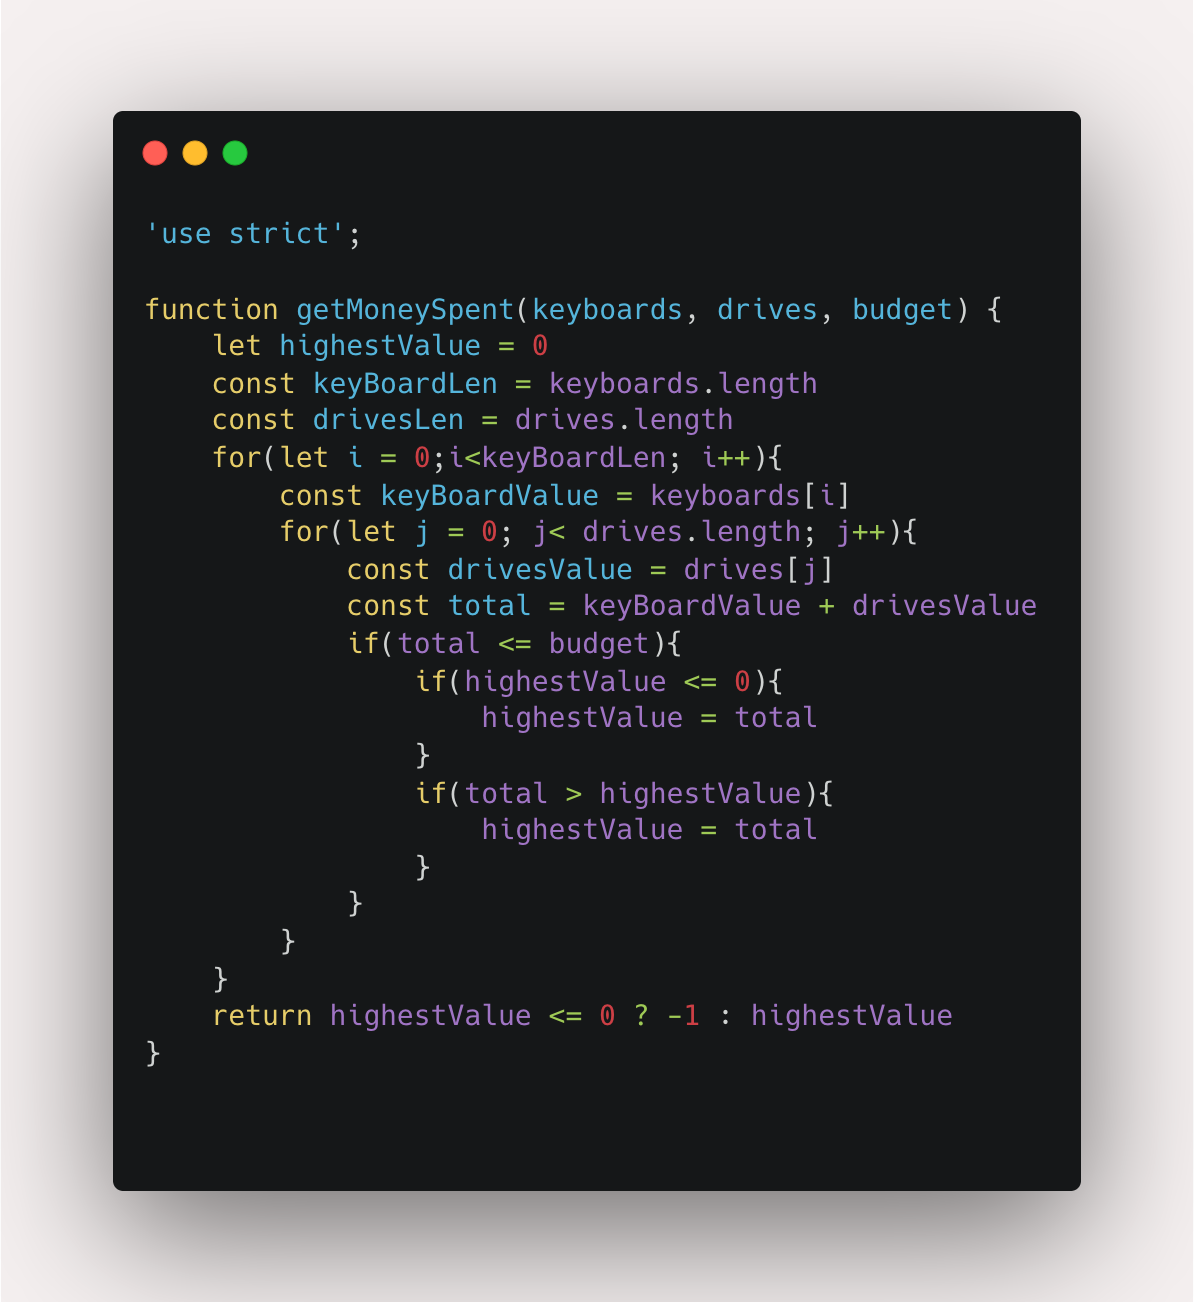 'use strict';

function getMoneySpent(keyboards, drives, budget) {
    let highestValue = 0
    const keyBoardLen = keyboards.length
    const drivesLen = drives.length
    for(let i = 0;i<keyBoardLen; i++){
        const keyBoardValue = keyboards[i]
        for(let j = 0; j< drives.length; j++){
            const drivesValue = drives[j]
            const total = keyBoardValue + drivesValue
            if(total <= budget){
                if(highestValue <= 0){
                    highestValue = total
                }
                if(total > highestValue){
                    highestValue = total
                }
            }
        }
    }
    return highestValue <= 0 ? -1 : highestValue
}